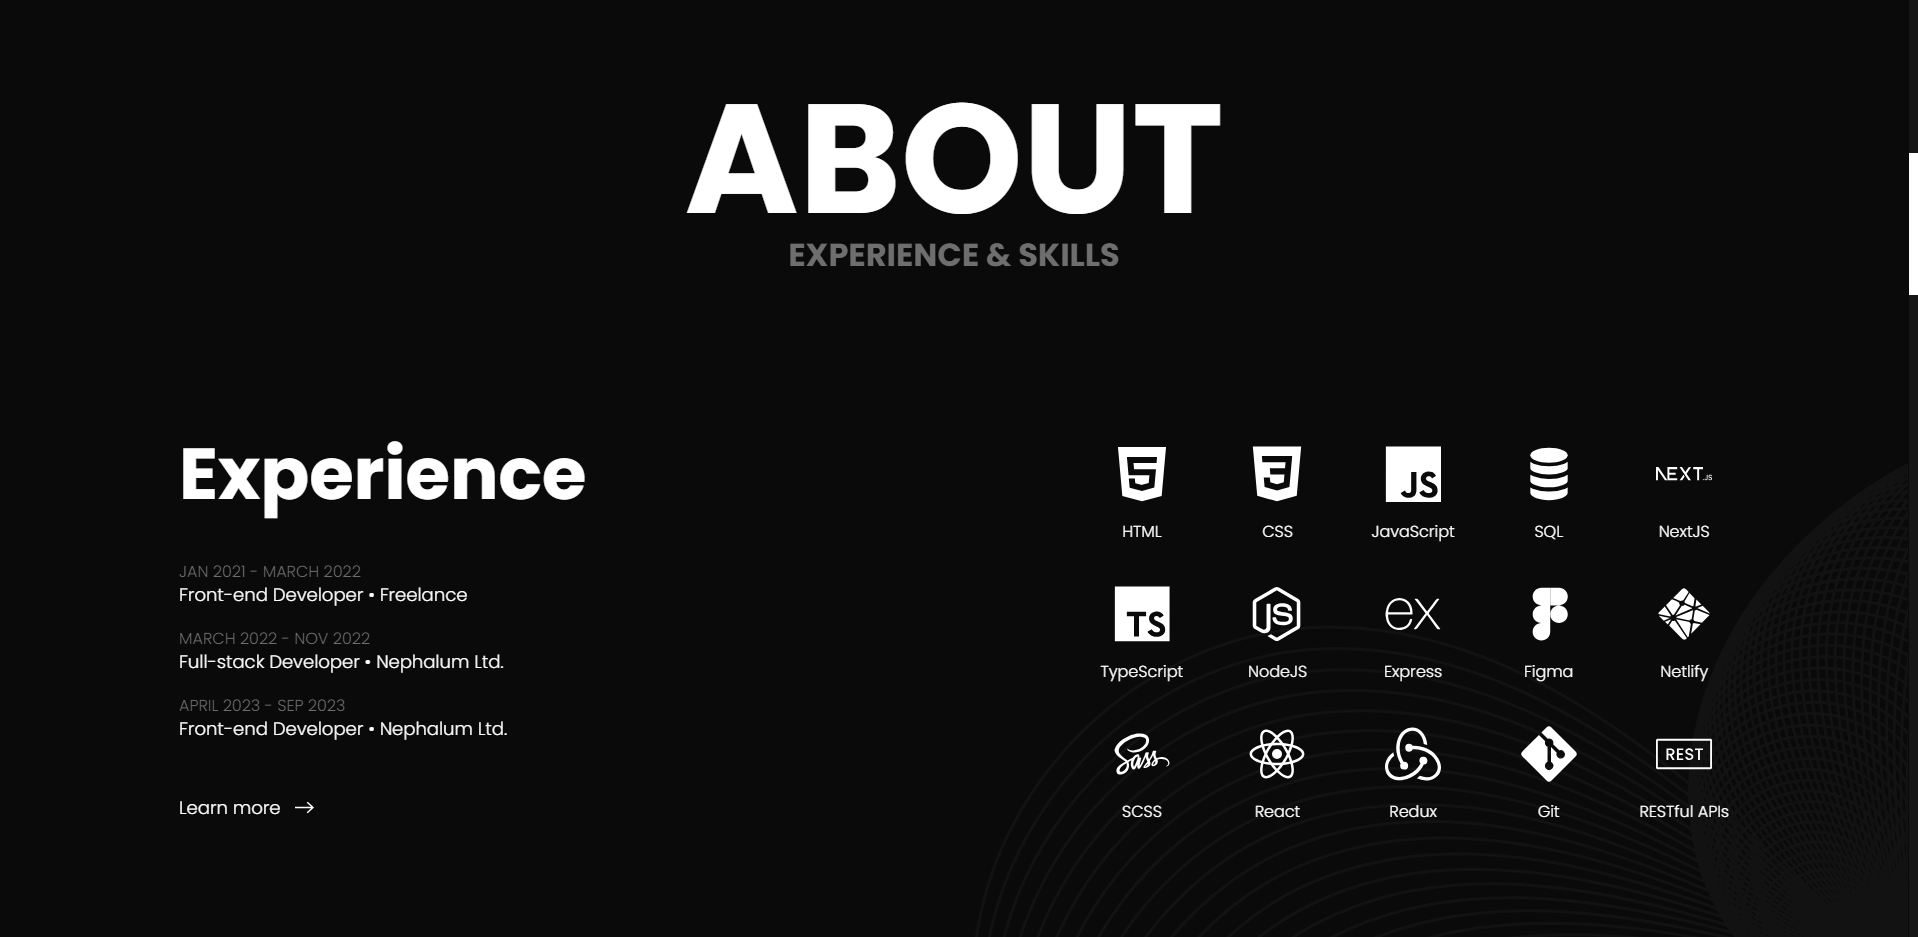 ABOUT
EXPERIENCE & SKILLS
Experience
JAN 2021 - MARCH 2022
Front-end Developer • Freelance
MARCH 2022 - NOV 2022
Full-stack Developer • Nephalum Ltd.
APRIL 2023 - SEP 2023
Front-end Developer • Nephalum Ltd.
Learn more →
5 3 JS NEXT.JS
HTML CSS JavaScript SQL NextJS
TS JS ex
TypeScript NodeJS Express Figma Netlify
Sass REST
SCSS React Redux Git RESTful APIs